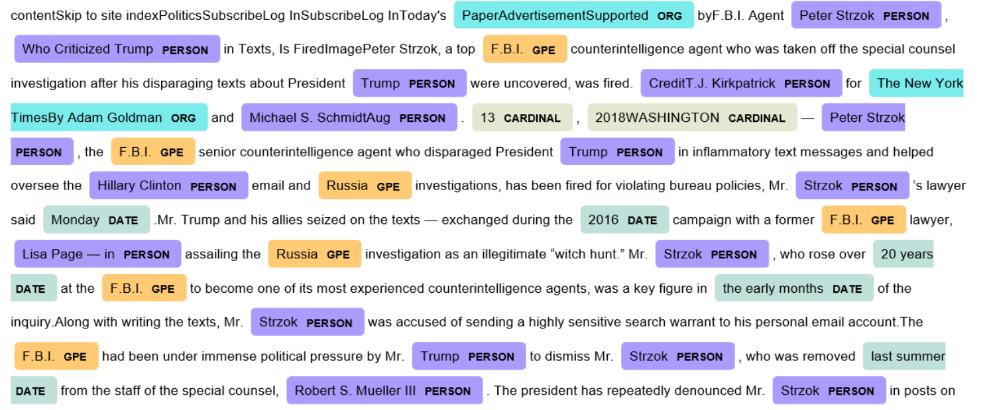 contentSkip to site indexPoliticsSubscribeLog InSubscribeLog InToday's PaperAdvertisementSupported ORG byF.B.I. Agent Peter Strzok PERSON ,
Who Criticized Trump PERSON in Texts, Is FiredImagePeter Strzok, a top F.B.I. GPE counterintelligence agent who was taken off the special counsel
investigation after his disparaging texts about President Trump PERSON were uncovered, was fired. CreditT.J. Kirkpatrick PERSON for The New York
TimesBy Adam Goldman ORG and Michael S. SchmidtAug PERSON . 13 CARDINAL , 2018WASHINGTON CARDINAL — Peter Strzok
PERSON , the F.B.I. GPE senior counterintelligence agent who disparaged President Trump PERSON in inflammatory text messages and helped
oversee the Hillary Clinton PERSON email and Russia GPE investigations, has been fired for violating bureau policies, Mr. Strzok PERSON 's lawyer
said Monday DATE .Mr. Trump and his allies seized on the texts — exchanged during the 2016 DATE campaign with a former F.B.I. GPE lawyer,
Lisa Page — in PERSON assailing the Russia GPE investigation as an illegitimate “witch hunt.” Mr. Strzok PERSON , who rose over 20 years
DATE at the F.B.I. GPE to become one of its most experienced counterintelligence agents, was a key figure in the early months DATE of the
inquiry.Along with writing the texts, Mr. Strzok PERSON was accused of sending a highly sensitive search warrant to his personal email account.The
F.B.I. GPE had been under immense political pressure by Mr. Trump PERSON to dismiss Mr. Strzok PERSON , who was removed last summer
DATE from the staff of the special counsel, Robert S. Mueller III PERSON . The president has repeatedly denounced Mr. Strzok PERSON in posts on